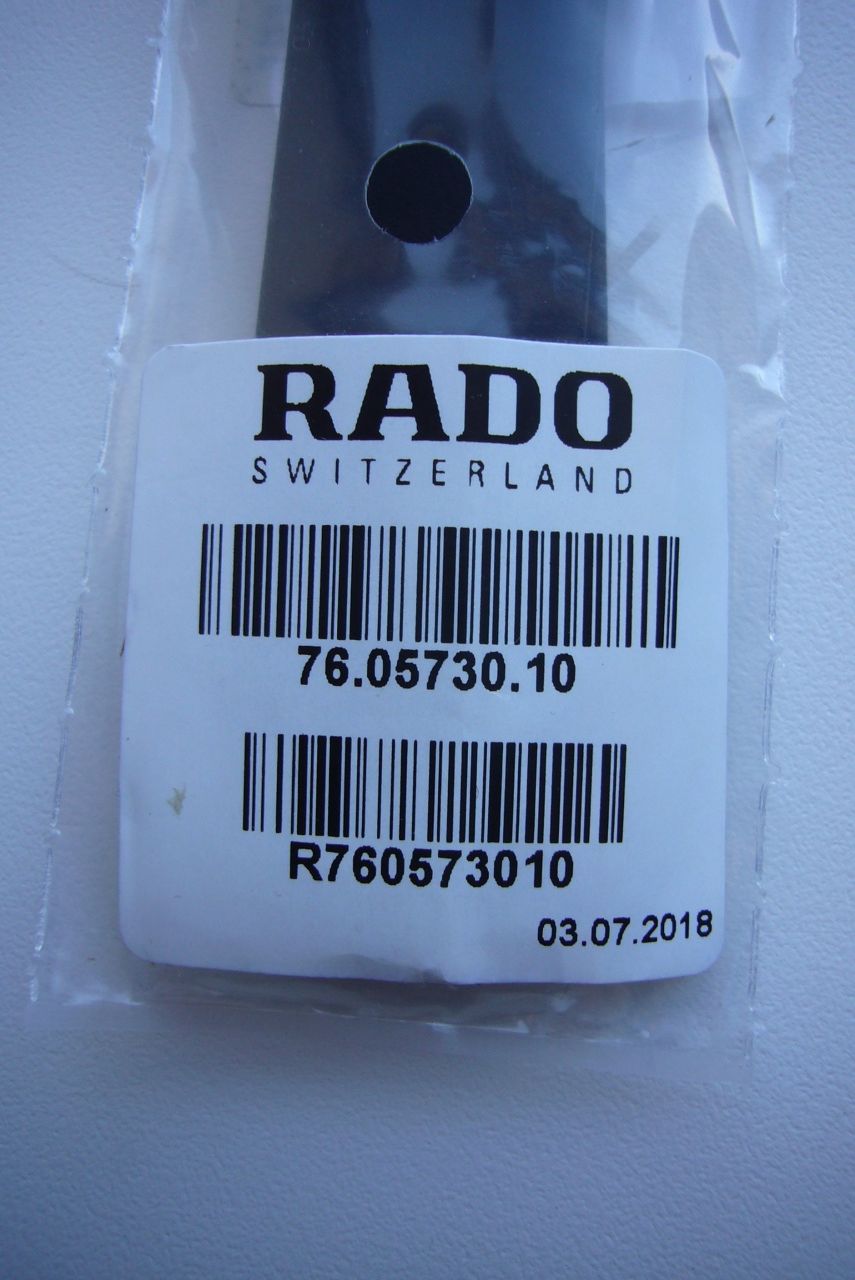 RADO
SWITZERLAND
76.05730.10
R760573010
03.07.2018